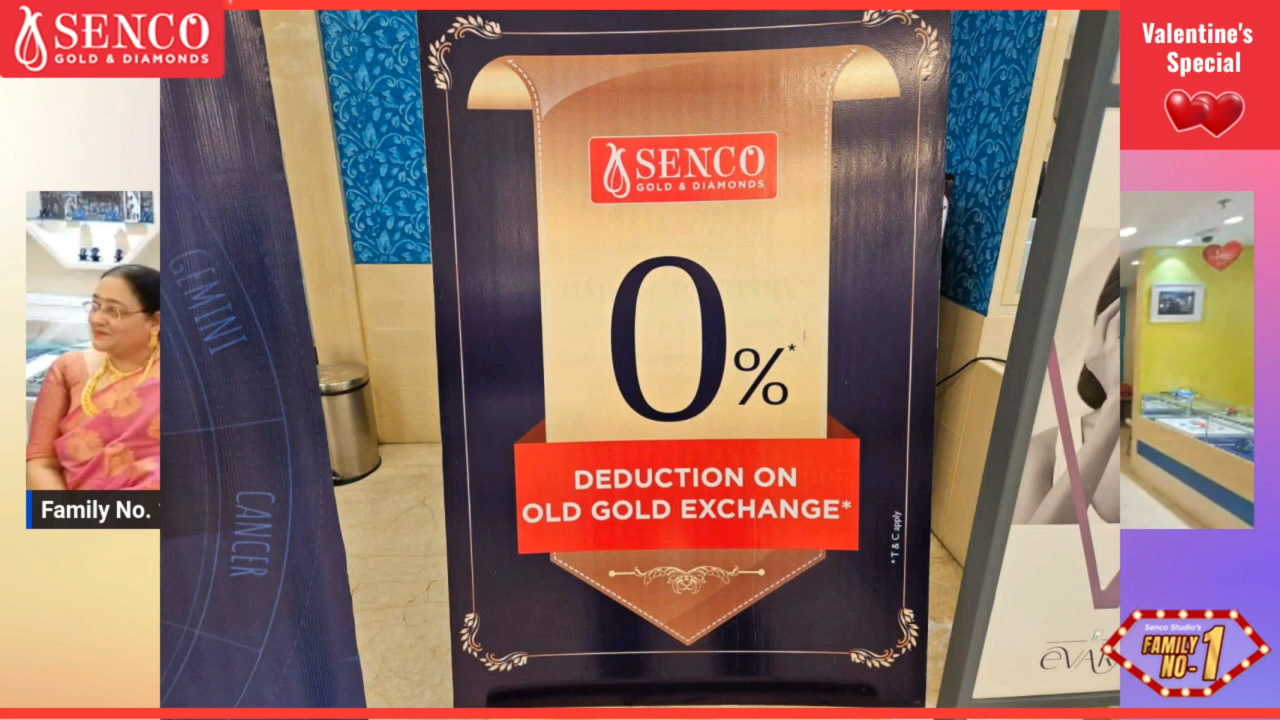 SENCO
GOLD & DIAMONDS
Valentine's
Special
SENCO
GOLD & DIAMONDS
0%*
DEDUCTION ON
OLD GOLD EXCHANGE*
*T & C apply
GEMINI
CANCER
Family No.
Senco Studio's
FAMILY
NO-1